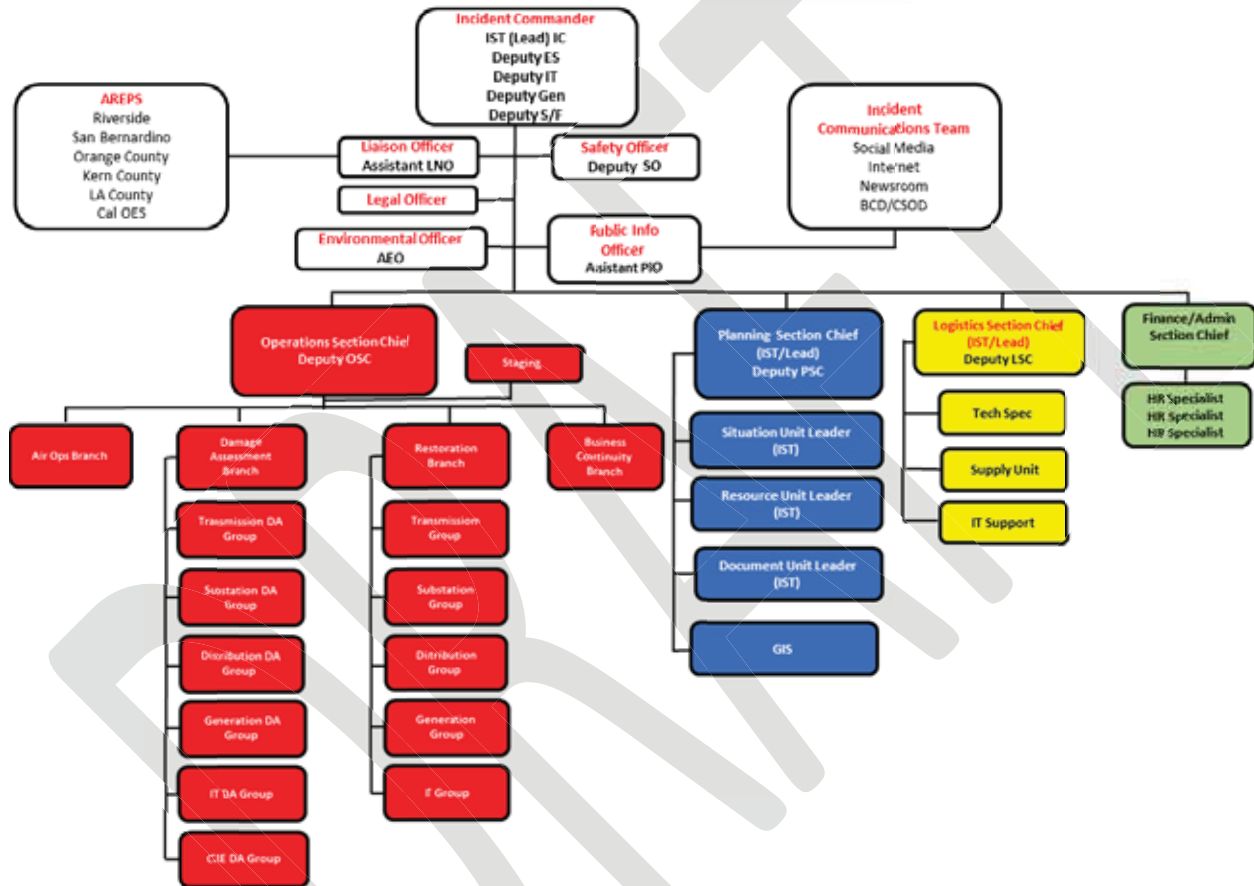 Incident Commander
IST (Lead) IC
Deputy ES
Deputy IT
Deputy Gen
Deputy S/F
AREPS
Riverside
San Bernardino
Orange County
Kern County
LA County
Cal OES
Incident
Communications Team
Social Media
Internet
Newsroom
BCD/CSOD
Liaison Officer
Assistant LNO
Safety Officer
Deputy SO
Legal Officer
Environmental Officer
AEO
Public Info
Officer
Asistant PIO
Operations Section Chief
Deputy OSC
Staging
Planning Section Chief
(IST/Lead)
Deputy PSC
Logistics Section Chief
(IST/Lead)
Deputy LSC
Finance/Admin
Section Chief
HR Specialist
HR Specialist
HR Specialist
Air Ops Branch
Damage
Assessment
Branch
Restoration
Branch
Business
Continuity
Branch
Transmission DA
Group
Substation DA
Group
Distribution DA
Group
Generation DA
Group
IT DA Group
DA Group
Transmission
Group
Substation
Group
Ditribution
Group
Generation
Group
IT Group
Situation Unit Leader
(IST)
Resource Unit Leader
(IST)
Document Unit Leader
(IST)
GIS
Tech Spec
Supply Unit
IT Support
DRAFT